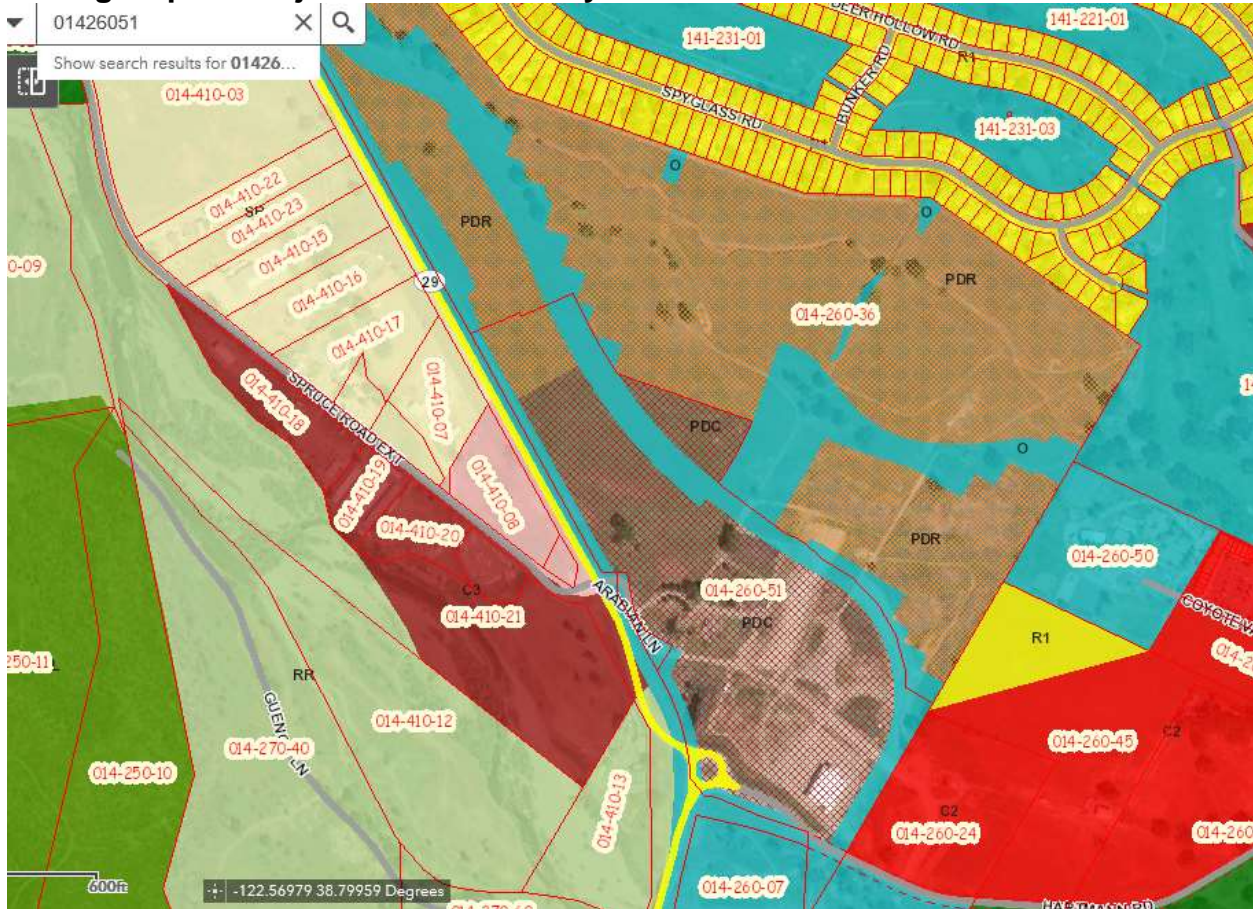 01426051
Show search results for 01426...
014-410-03
014-410-22
SP
014-410-23
014-410-15
014-410-16
014-410-17
014-410-07
014-410-08
29
PDR
O
O
PDR
014-260-36
PDC
O
PDR
014-260-51
PDC
014-260-50
R1
014-260-45
C2
C2
014-260-24
014-260-07
HARTMANN RD
141-231-01
DEER HOLLOW RD
R1
141-221-01
BUNKER RD
SPYGLASS RD
141-231-03
0-09
014-410-18
SPRUCE ROAD EXT
014-410-19
014-410-20
C3
014-410-21
ARABIAN LN
250-11
RR
014-410-12
014-270-40
014-250-10
014-410-13
600ft
-122.56979 38.79959 Degrees